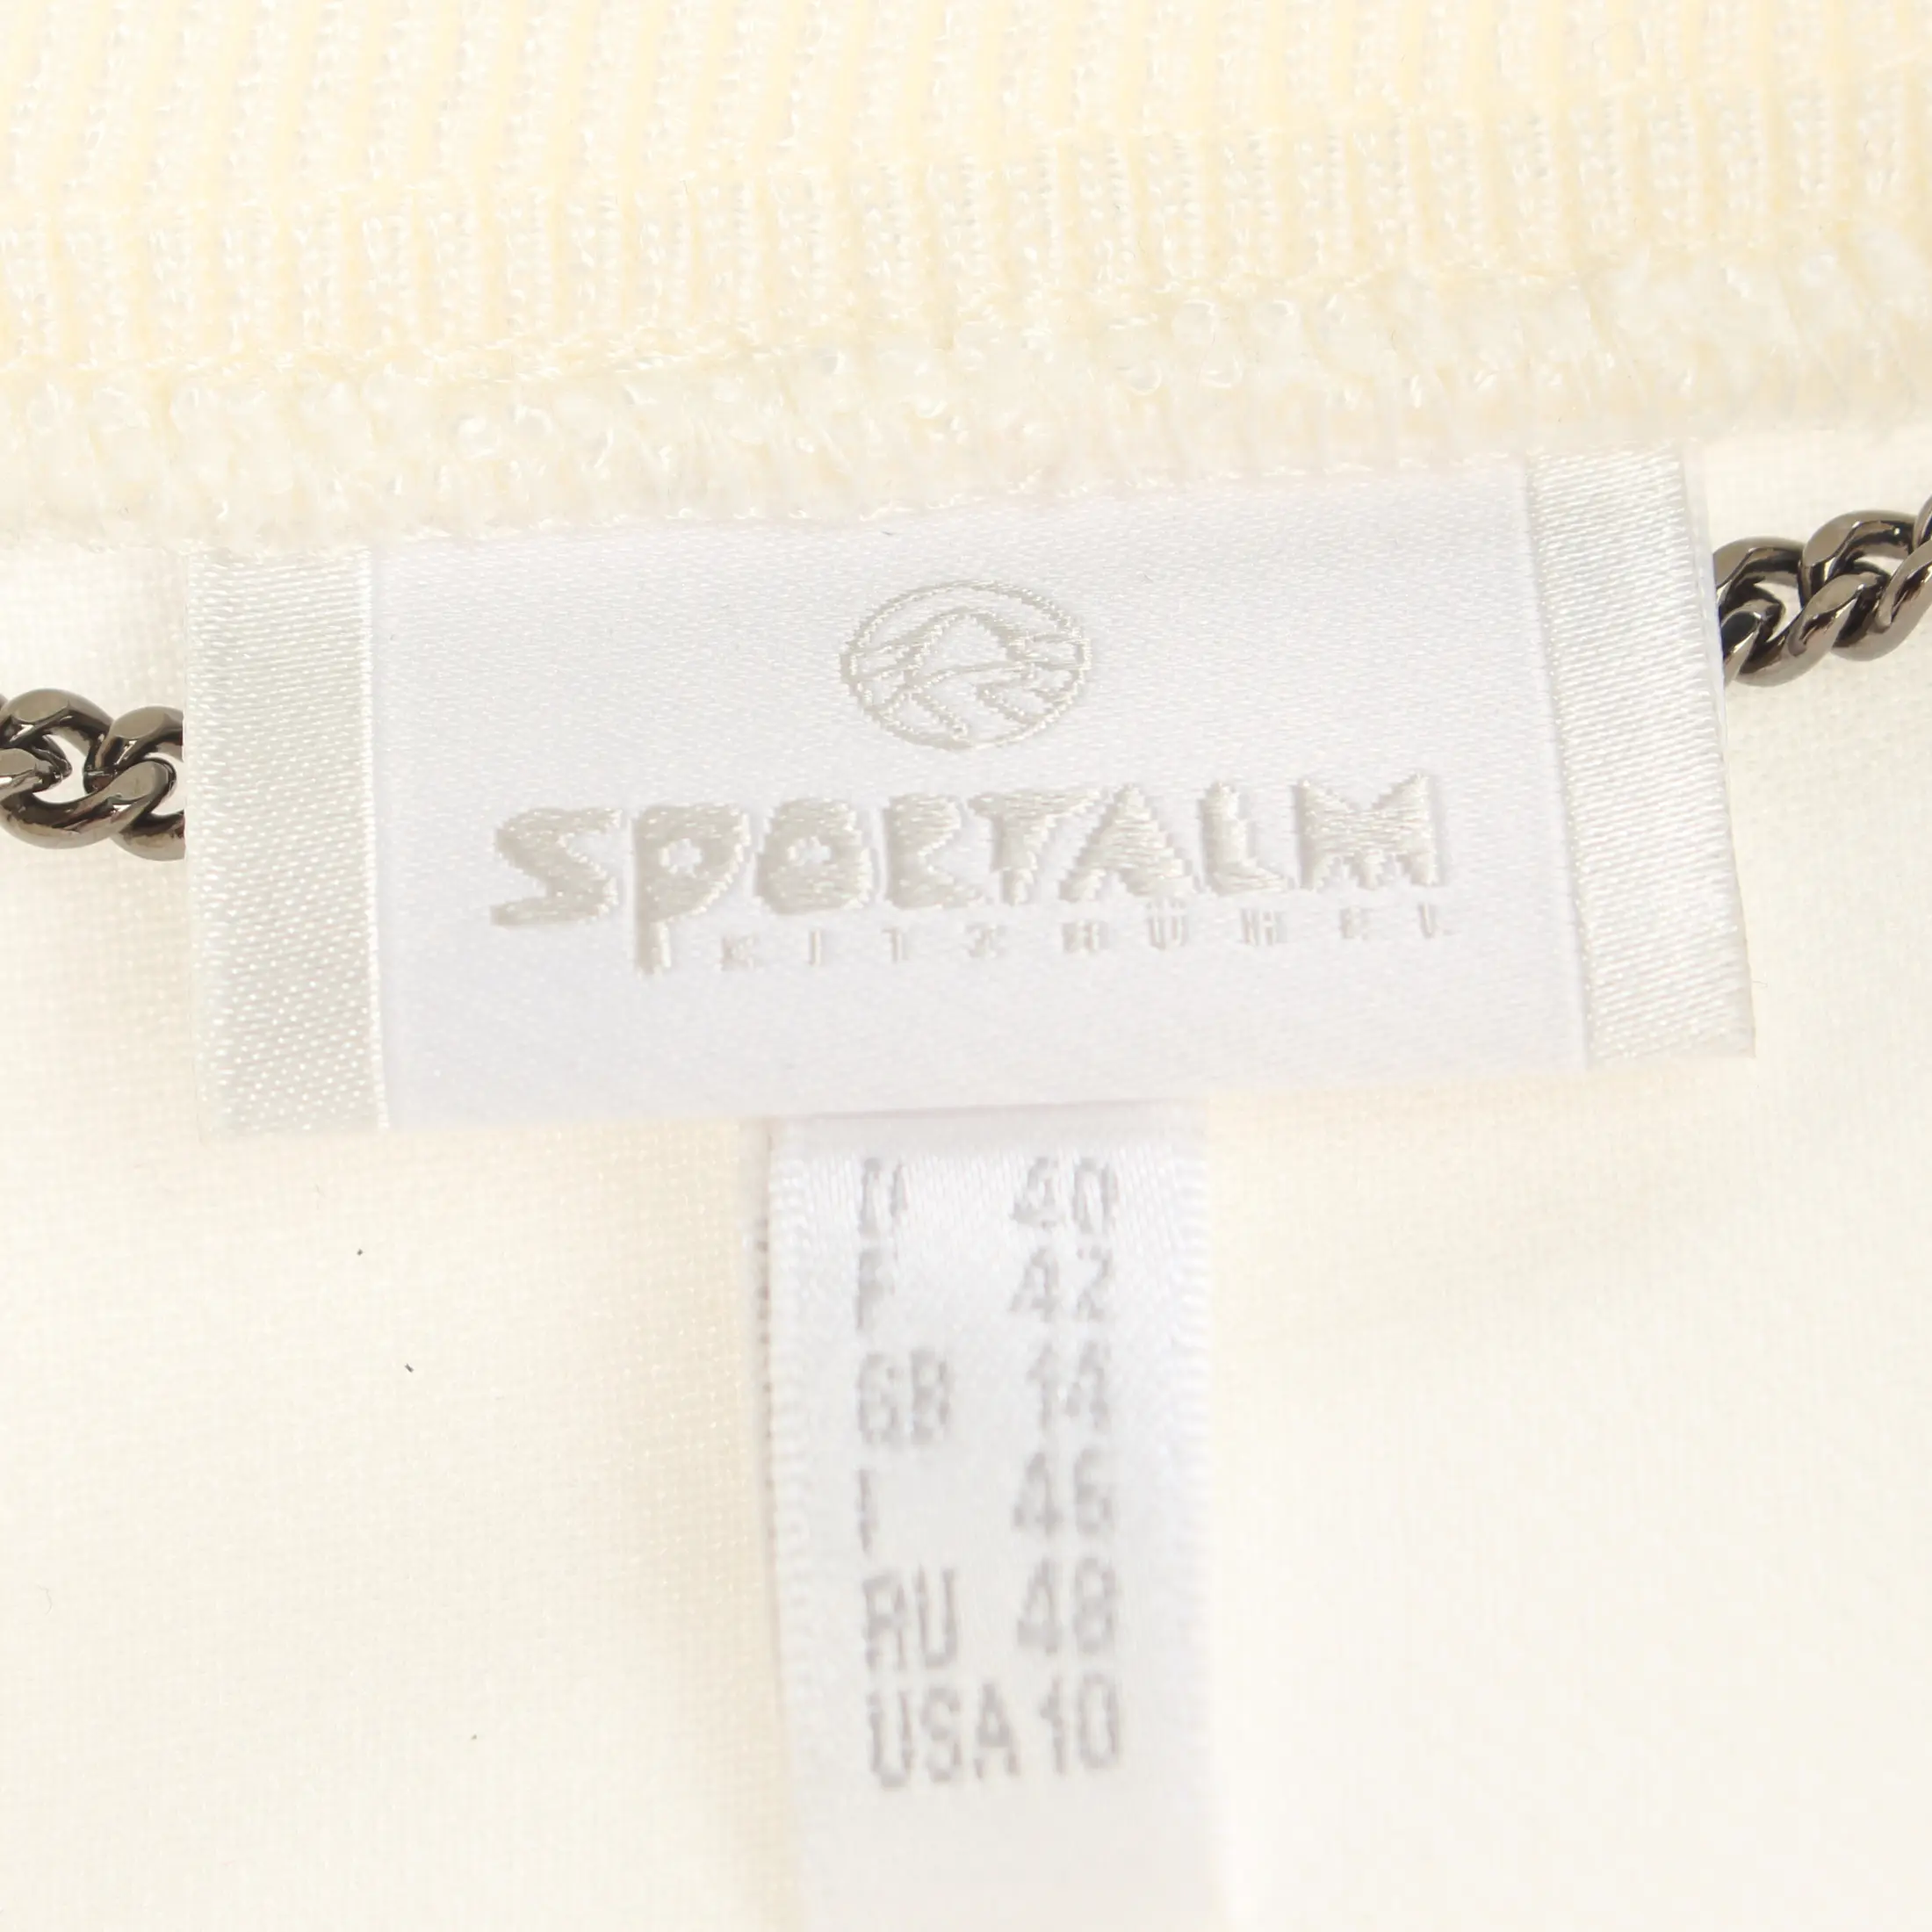 SPORTALM
KITZBÜHEL
D 40
F 42
GB 14
I 46
RU 48
USA 10